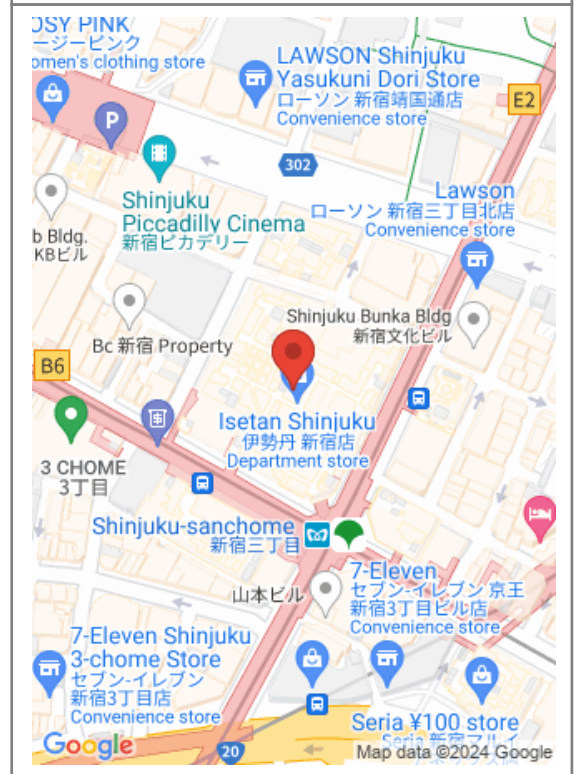 OSY PINK
ージーピンク
omen's clothing store
LAWSON Shinjuku
Yasukuni Dori Store
ローソン 新宿靖国通店
Convenience store
E2
P
302
Shinjuku
Piccadilly Cinema
新宿ピカデリー
Lawson
ローソン 新宿三丁目北店
Convenience store
b Bldg.
KBビル
Shinjuku Bunka Bldg
新宿文化ビル
Bc 新宿 Property
B6
Isetan Shinjuku
伊勢丹 新宿店
Department store
3 CHOME
3丁目
Shinjuku-sanchome
新宿三丁目
7-Eleven
セブン-イレブン 京王
新宿3丁目ビル店
Convenience store
山本ビル
7-Eleven Shinjuku
3-chome Store
セブン-イレブン
新宿3丁目店
Convenience store
Seria ¥100 store
Seria 新宿マルイ
Google
20
Map data ©2024 Google